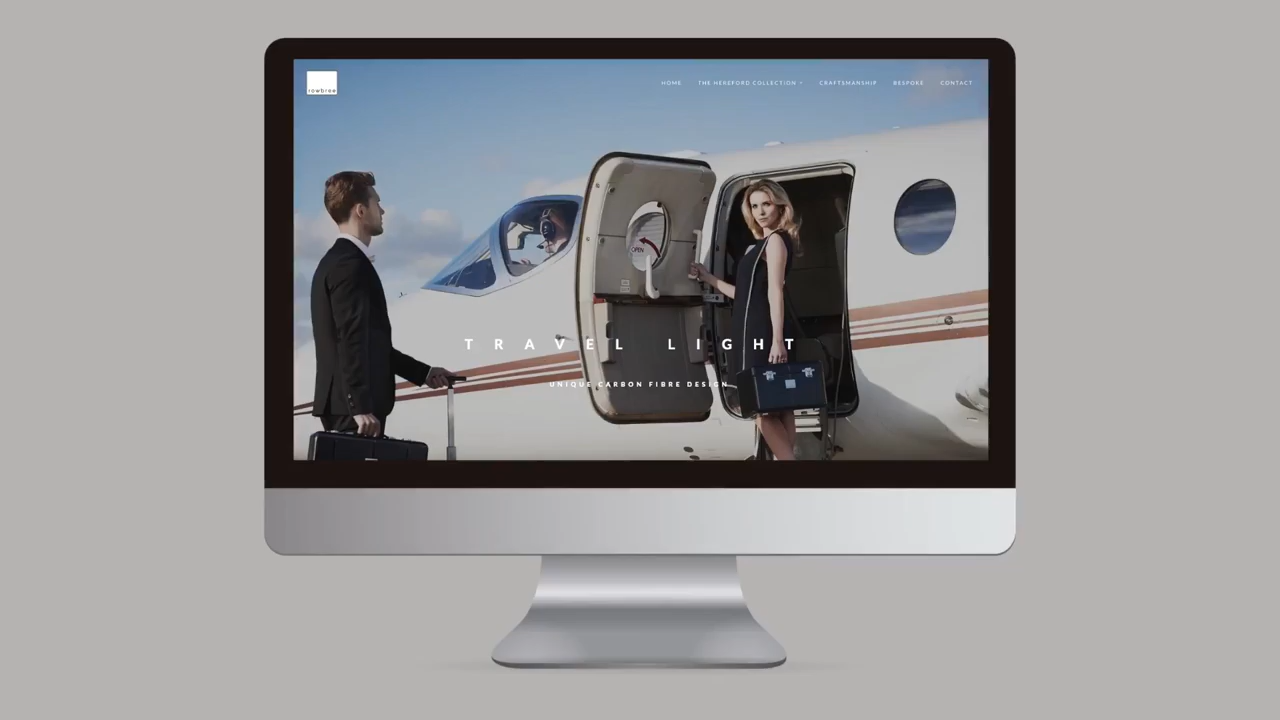 rowbree
HOME THE HEREFORD COLLECTION CRAFTSMANSHIP BESPOKE CONTACT
OPEN
TRAVEL LIGHT
UNIQUE CARBON FIBRE DESIGN